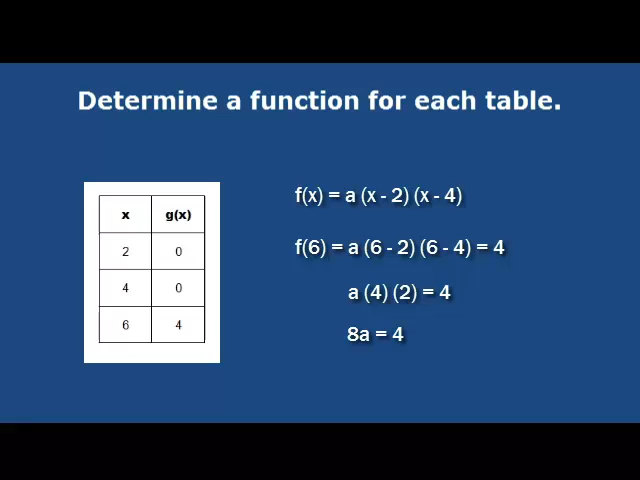 Determine a function for each table.
x g(x)
2 0
4 0
6 4
f(x) = a (x - 2) (x - 4)
f(6) = a (6 - 2) (6 - 4) = 4
a (4) (2) = 4
8a = 4